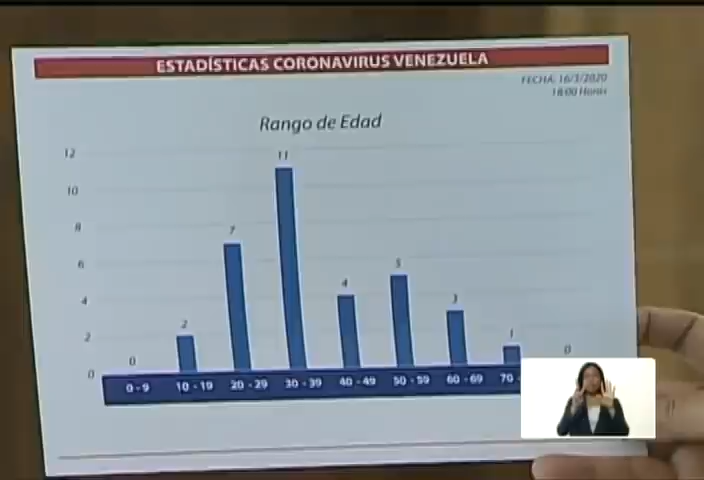 ESTADÍSTICAS CORONAVIRUS VENEZUELA
FECHA: 16/3/2020
18:00 Horas
Rango de Edad
12
10
8
6
4
2
0
0
2
7
11
4
5
3
1
0
0 - 9
10 - 19
20 - 29
30 - 39
40 - 49
50 - 59
60 - 69
70 -